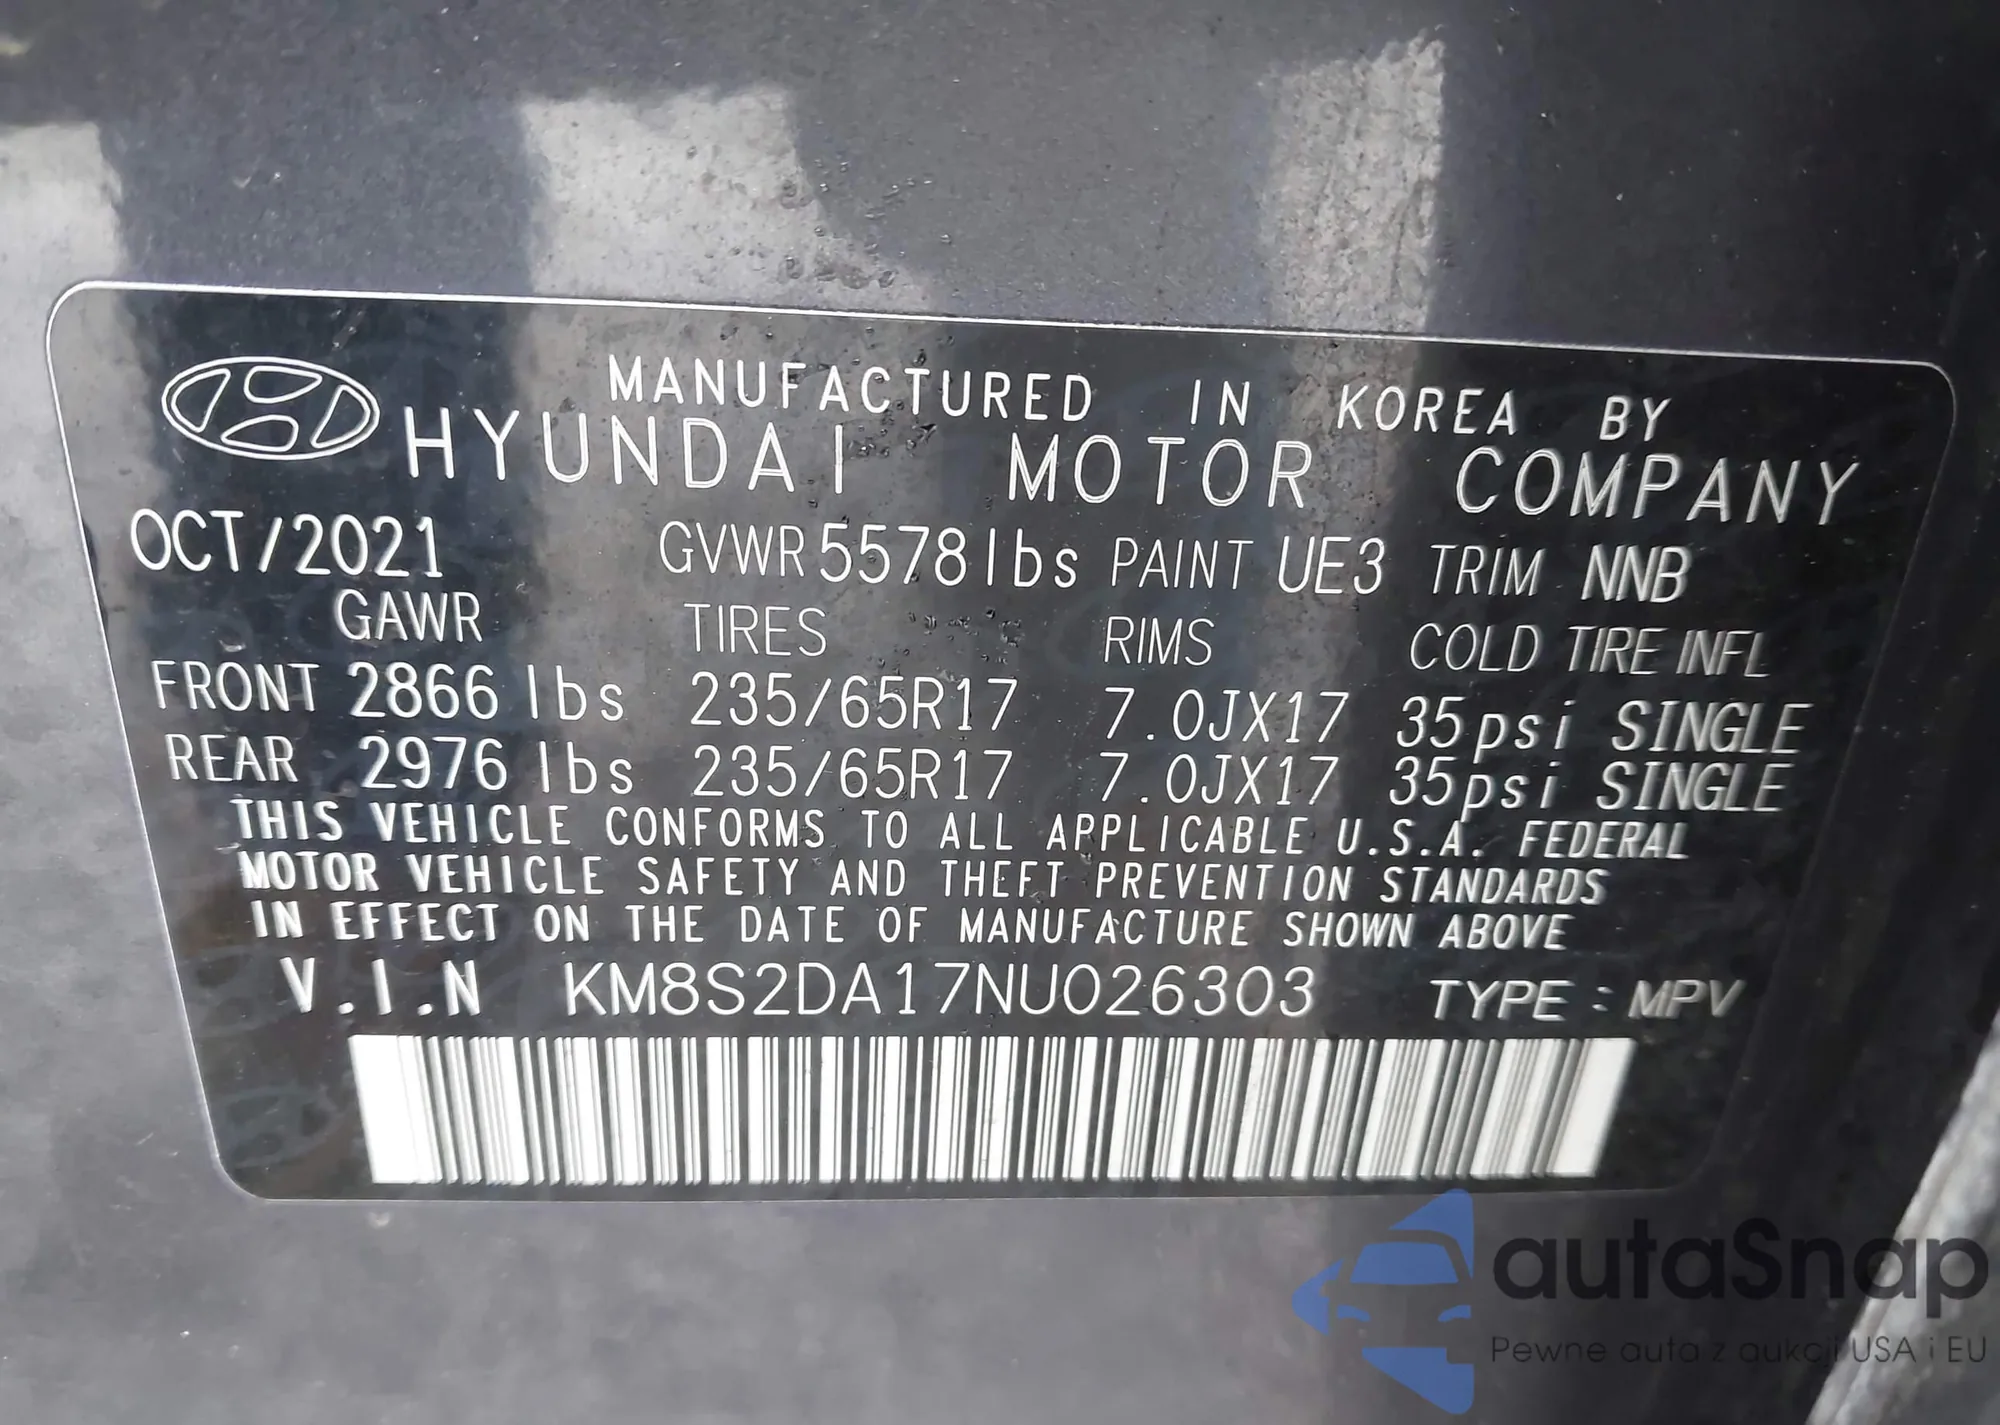 MANUFACTURED IN KOREA BY
HYUNDAI MOTOR COMPANY
OCT/2021 GVWR 5578lbs PAINT UE3 TRIM NNB
GAWR TIRES RIMS COLD TIRE INFL
FRONT 2866 lbs 235/65R17 7.0JX17 35psi SINGLE
REAR 2976 lbs 235/65R17 7.0JX17 35psi SINGLE
THIS VEHICLE CONFORMS TO ALL APPLICABLE U.S.A. FEDERAL
MOTOR VEHICLE SAFETY AND THEFT PREVENTION STANDARDS
IN EFFECT ON THE DATE OF MANUFACTURE SHOWN ABOVE
V.I.N KM8S2DA17NU026303 TYPE : MPV
autaSnap
Pewne auta z aukcji USA i EU